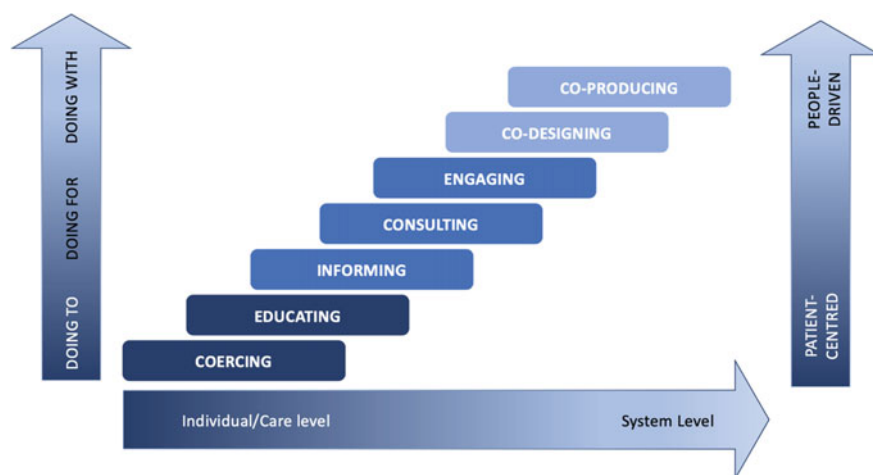 DOING WITH
DOING FOR
DOING TO
CO-PRODUCING
CO-DESIGNING
ENGAGING
CONSULTING
INFORMING
EDUCATING
COERCING
Individual/Care level
System Level
PEOPLE-
DRIVEN
PATIENT-
CENTRED